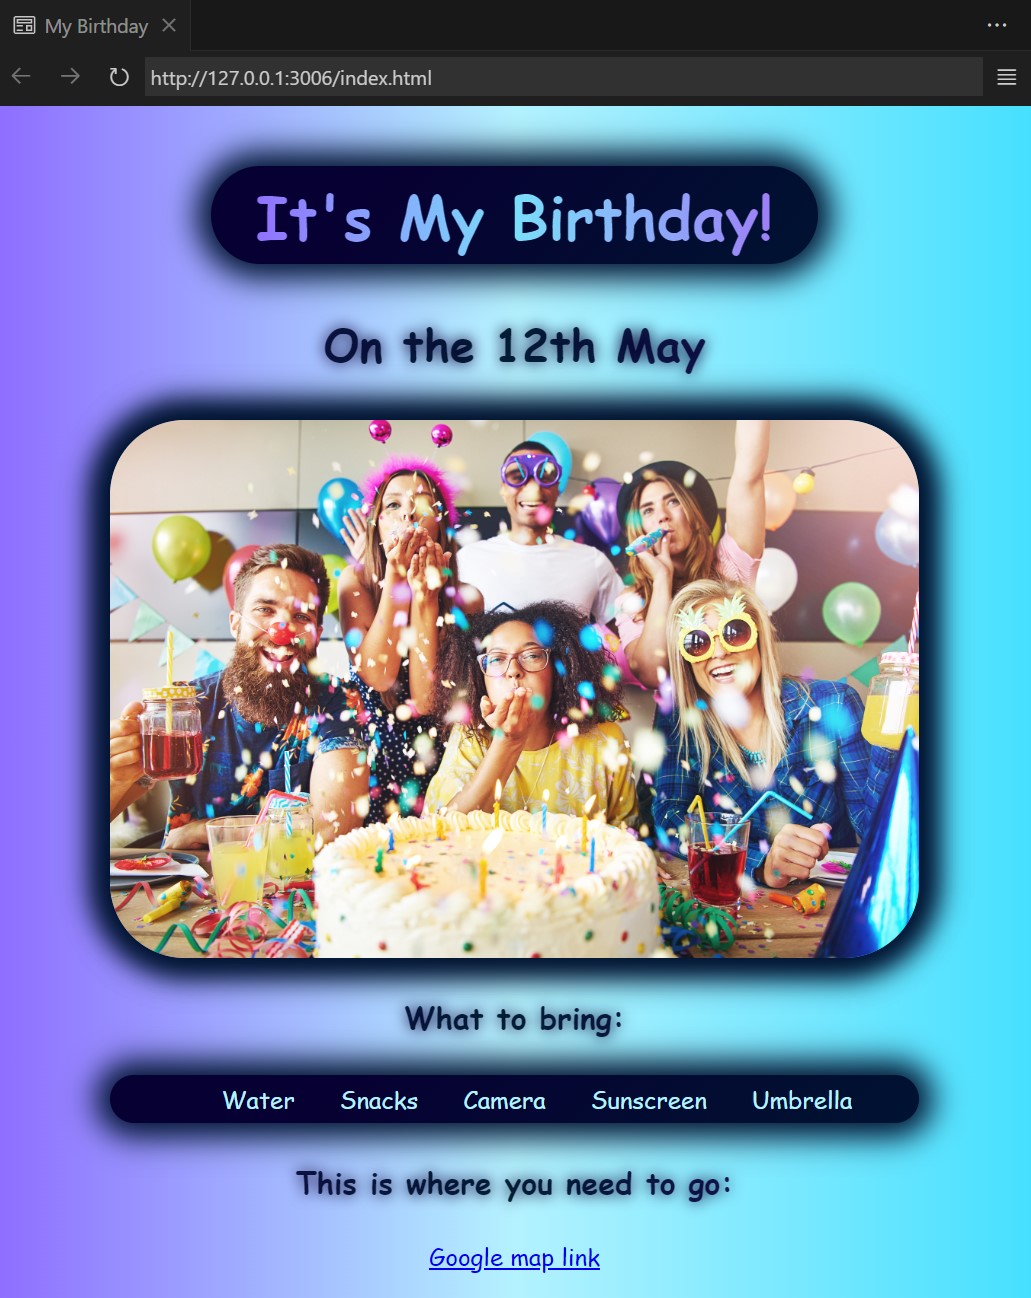 My Birthday
http://127.0.0.1:3006/index.html
It's My Birthday!
On the 12th May
What to bring:
Water Snacks Camera Sunscreen Umbrella
This is where you need to go:
Google map link